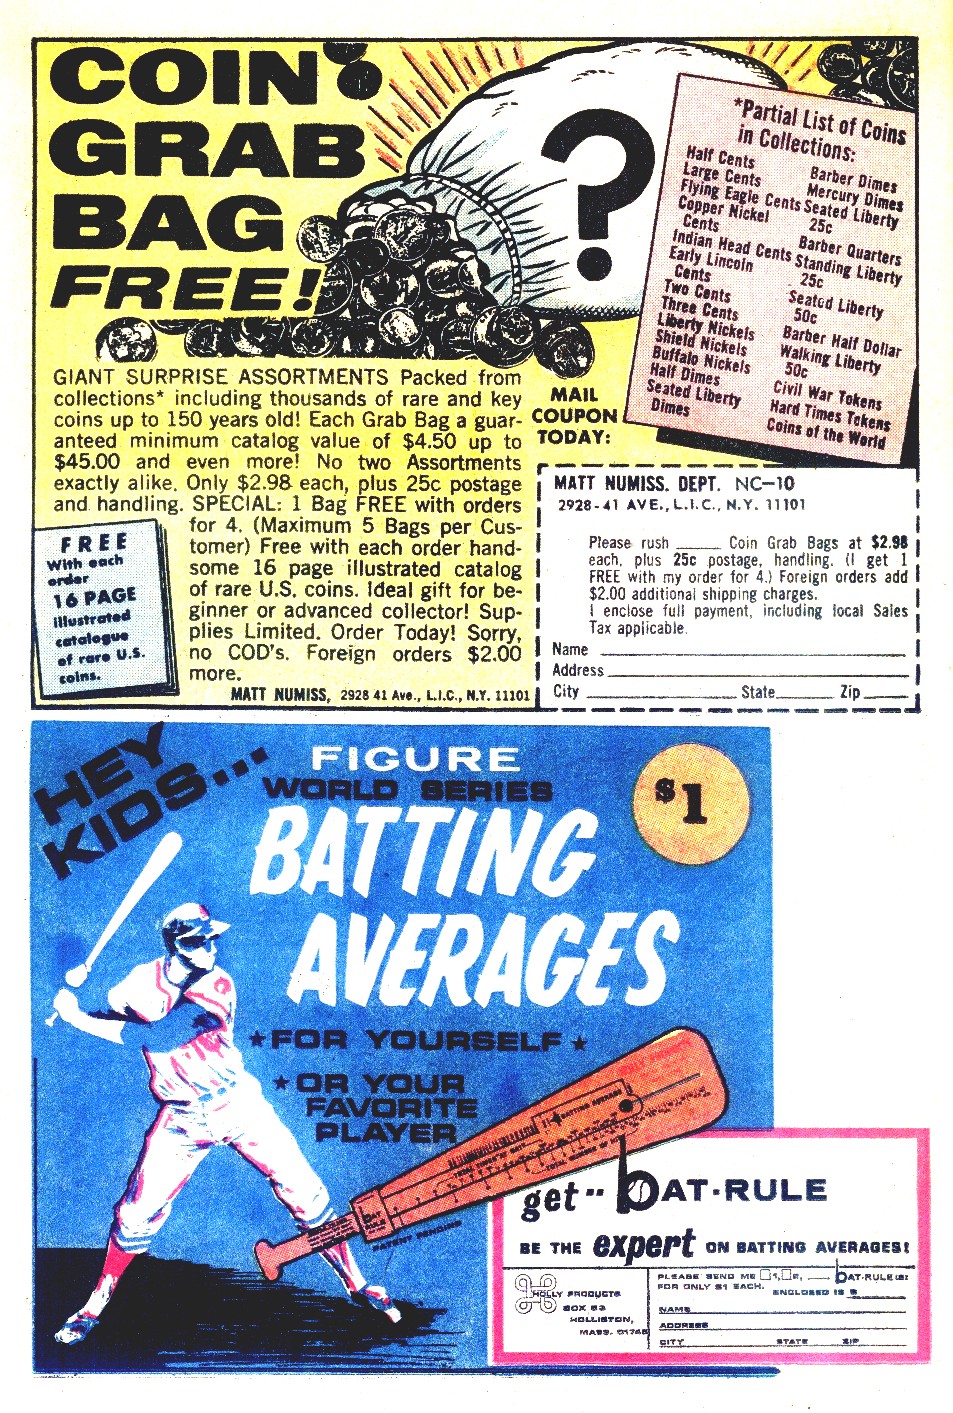 COIN
GRAB
BAG
FREE!
?
*Partial List of Coins
in Collections:
Half Cents
Large Cents
Flying Eagle Cents
Copper Nickel
Cents
Indian Head Cents
Early Lincoln
Cents
Two Cents
Three Cents
Liberty Nickels
Shield Nickels
Buffalo Nickels
Half Dimes
Seated Liberty
Dimes
Barber Dimes
Mercury Dimes
Seated Liberty
25c
Barber Quarters
Standing Liberty
25c
Seated Liberty
50c
Barber Half Dollar
Walking Liberty
50c
Civil War Tokens
Hard Times Tokens
Coins of the World
GIANT SURPRISE ASSORTMENTS Packed from
collections* including thousands of rare and key
coins up to 150 years old! Each Grab Bag a guar-
anteed minimum catalog value of $4.50 up to
$45.00 and even more! No two Assortments
exactly alike. Only $2.98 each, plus 25c postage
and handling. SPECIAL: 1 Bag FREE with orders
for 4. (Maximum 5 Bags per Cus-
tomer) Free with each order hand-
some 16 page illustrated catalog
of rare U.S. coins. Ideal gift for be-
ginner or advanced collector! Sup-
plies Limited. Order Today! Sorry,
no COD's. Foreign orders $2.00
more.
MATT NUMISS, 2928 41 Ave., L.I.C., N.Y. 11101
FREE
With each
order
16 PAGE
illustrated
catalogue
of rare U.S.
coins.
MAIL
COUPON
TODAY:
MATT NUMISS. DEPT. NC-10
2928-41 AVE., L.I.C., N.Y. 11101
Please rush ______ Coin Grab Bags at $2.98
each, plus 25c postage, handling. (I get 1
FREE with my order for 4.) Foreign orders add
$2.00 additional shipping charges.
I enclose full payment, including local Sales
Tax applicable.
Name
Address
City State Zip
HEY
KIDS...
FIGURE
WORLD SERIES
BATTING
AVERAGES
$1
★FOR YOURSELF★
★OR YOUR
FAVORITE
PLAYER
BATTING AVERAGE
BAT
RULE
PATENT PENDING
get-- bAT-RULE
BE THE expert ON BATTING AVERAGES!
HOLLY PRODUCTS
BOX 53
HOLLISTON,
MASS. 01746
PLEASE SEND ME □1, □2, ___ bAT-RULE(S)
FOR ONLY $1 EACH. ENCLOSED IS $
NAME
ADDRESS
CITY STATE ZIP